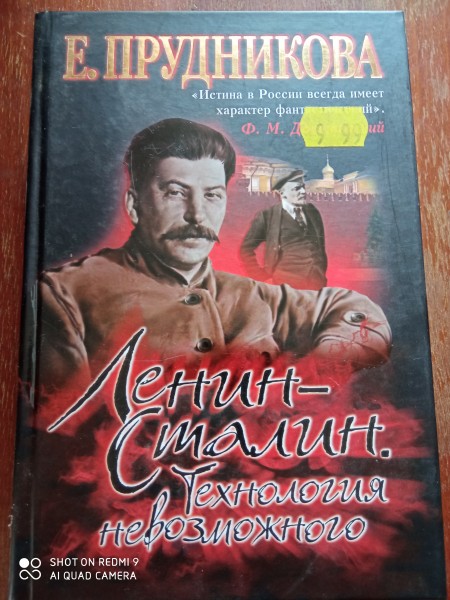 Е. ПРУДНИКОВА
«Истина в России всегда имеет
характер
Ф. М.
9 99
Ленин–
Сталин.
Технология
невозможного
SHOT ON REDMI 9
AI QUAD CAMERA